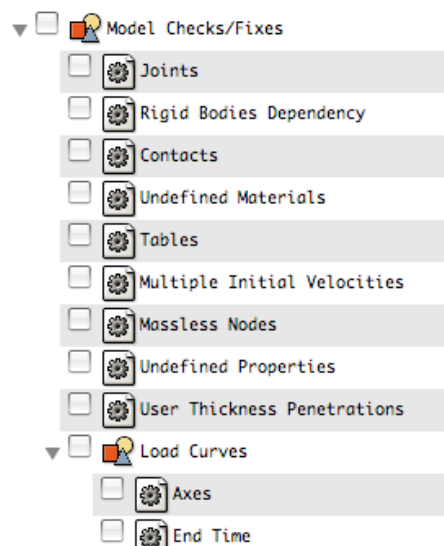 Model Checks/Fixes
Joints
Rigid Bodies Dependency
Contacts
Undefined Materials
Tables
Multiple Initial Velocities
Massless Nodes
Undefined Properties
User Thickness Penetrations
Load Curves
Axes
End Time